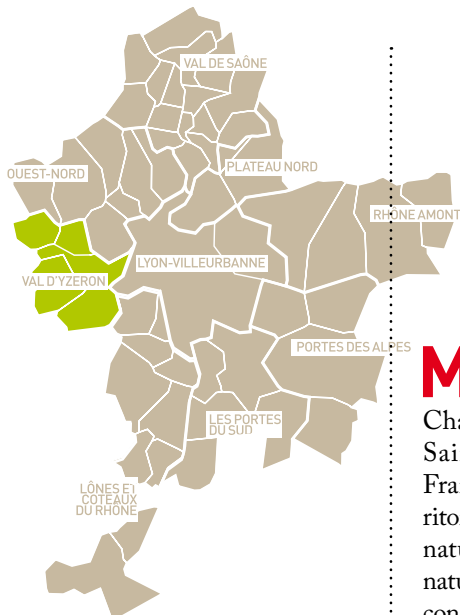 VAL DE SAÔNE
OUEST-NORD
PLATEAU NORD
RHÔNE AMONT
LYON-VILLEURBANNE
VAL D'YZERON
PORTES DES ALPES
LES PORTES
DU SUD
LÔNES ET
COTEAUX
DU RHÔNE
M
Cha
Sai
Fra
rito
natu
natu
con